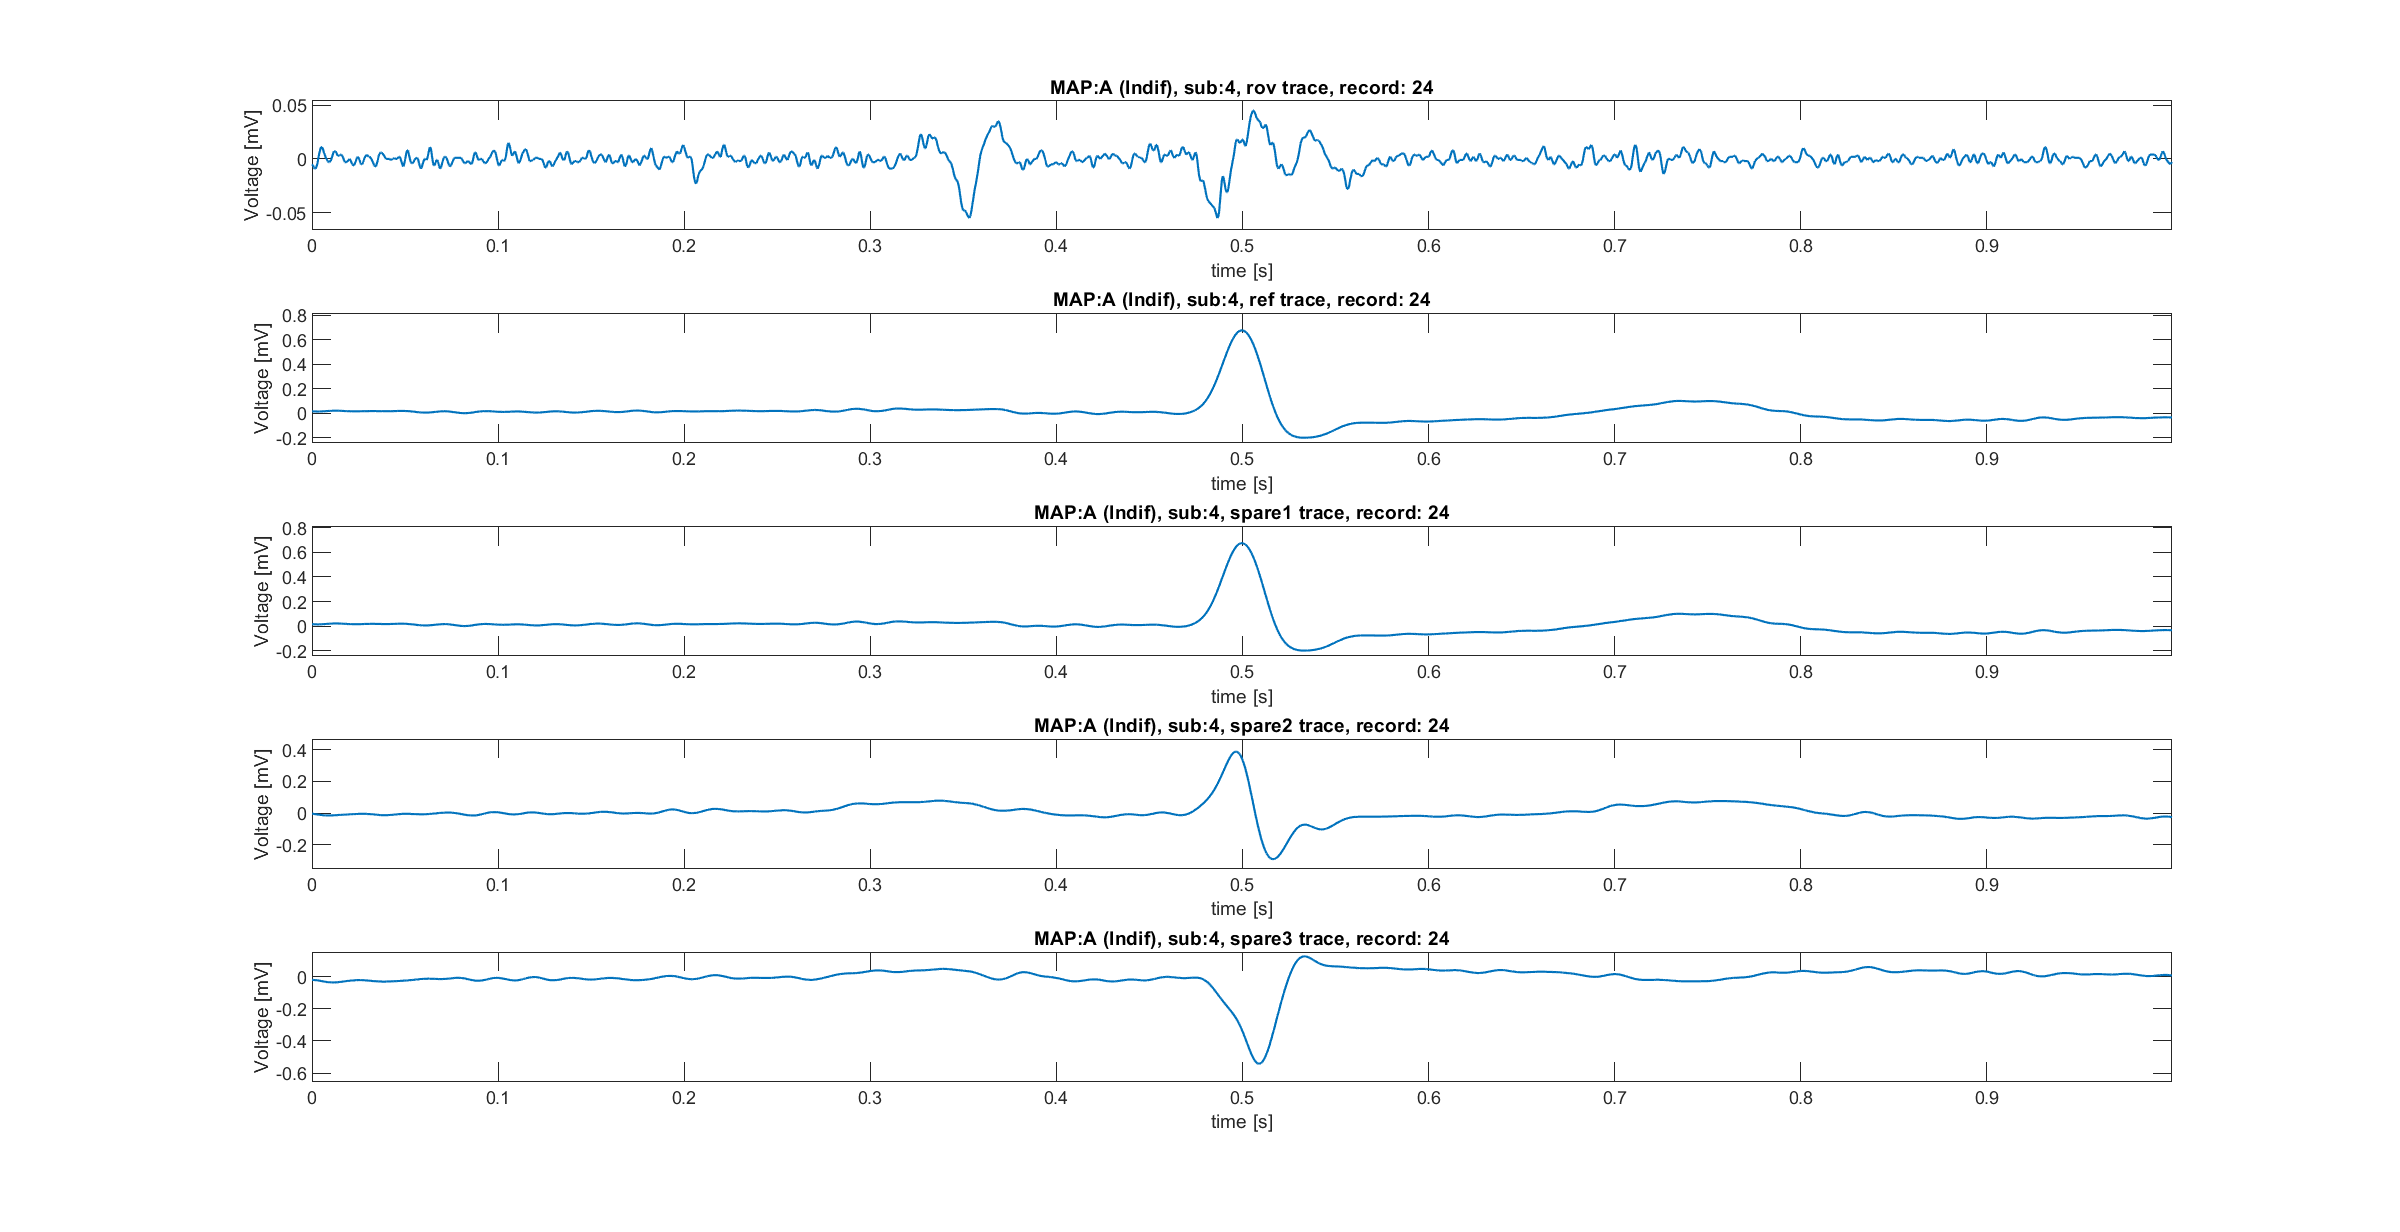 MAP:A (Indif), sub:4, rov trace, record: 24
Voltage [mV]
0.05
0
-0.05
0 0.1 0.2 0.3 0.4 0.5 0.6 0.7 0.8 0.9
time [s]
MAP:A (Indif), sub:4, ref trace, record: 24
Voltage [mV]
0.8
0.6
0.4
0.2
0
-0.2
0 0.1 0.2 0.3 0.4 0.5 0.6 0.7 0.8 0.9
time [s]
MAP:A (Indif), sub:4, spare1 trace, record: 24
Voltage [mV]
0.8
0.6
0.4
0.2
0
-0.2
0 0.1 0.2 0.3 0.4 0.5 0.6 0.7 0.8 0.9
time [s]
MAP:A (Indif), sub:4, spare2 trace, record: 24
Voltage [mV]
0.4
0.2
0
-0.2
0 0.1 0.2 0.3 0.4 0.5 0.6 0.7 0.8 0.9
time [s]
MAP:A (Indif), sub:4, spare3 trace, record: 24
Voltage [mV]
0
-0.2
-0.4
-0.6
0 0.1 0.2 0.3 0.4 0.5 0.6 0.7 0.8 0.9
time [s]